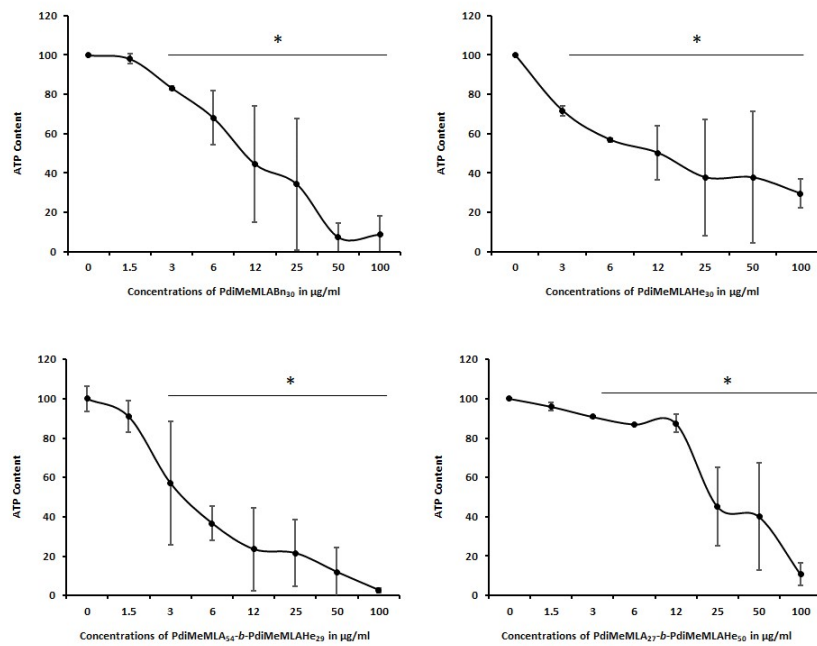 120
100
80
60
40
20
0
ATP Content
*
0 1.5 3 6 12 25 50 100
Concentrations of PdiMeMLABn₃₀ in µg/ml
120
100
80
60
40
20
0
ATP Content
*
0 3 6 12 25 50 100
Concentrations of PdiMeMLAHe₃₀ in µg/ml
120
100
80
60
40
20
0
ATP Content
*
0 1.5 3 6 12 25 50 100
Concentrations of PdiMeMLA₅₄-b-PdiMeMLAHe₂₉ in µg/ml
120
100
80
60
40
20
0
ATP Content
*
0 1.5 3 6 12 25 50 100
Concentrations of PdiMeMLA₂₇-b-PdiMeMLAHe₅₀ in µg/ml